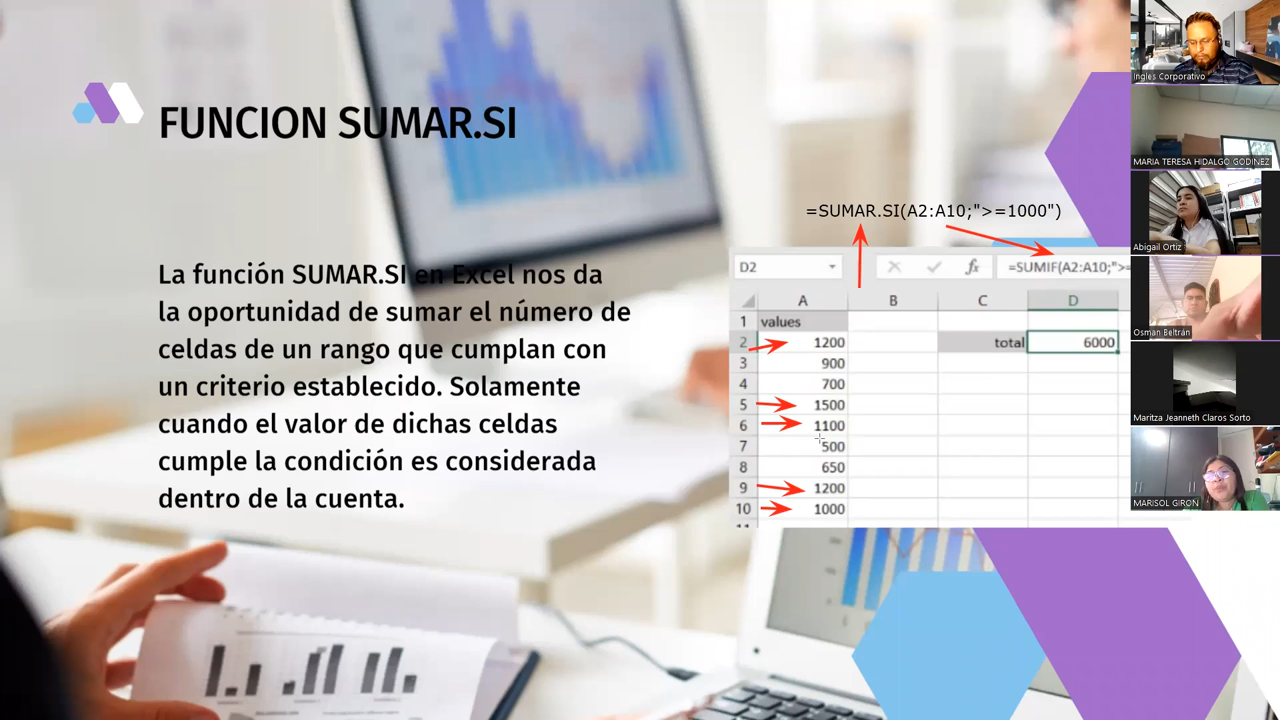 FUNCION SUMAR.SI
La función SUMAR.SI en Excel nos da
la oportunidad de sumar el número de
celdas de un rango que cumplan con
un criterio establecido. Solamente
cuando el valor de dichas celdas
cumple la condición es considerada
dentro de la cuenta.
=SUMAR.SI(A2:A10;">=1000")
D2 fx =SUMIF(A2:A10;">=
A B C D
1 values
2 1200 total 6000
3 900
4 700
5 1500
6 1100
7 500
8 650
9 1200
10 1000
Ingles Corporativo
MARIA TERESA HIDALGO GODINEZ
Abigail Ortiz
Osman Beltrán
Maritza Jeanneth Claros Sorto
MARISOL GIRON